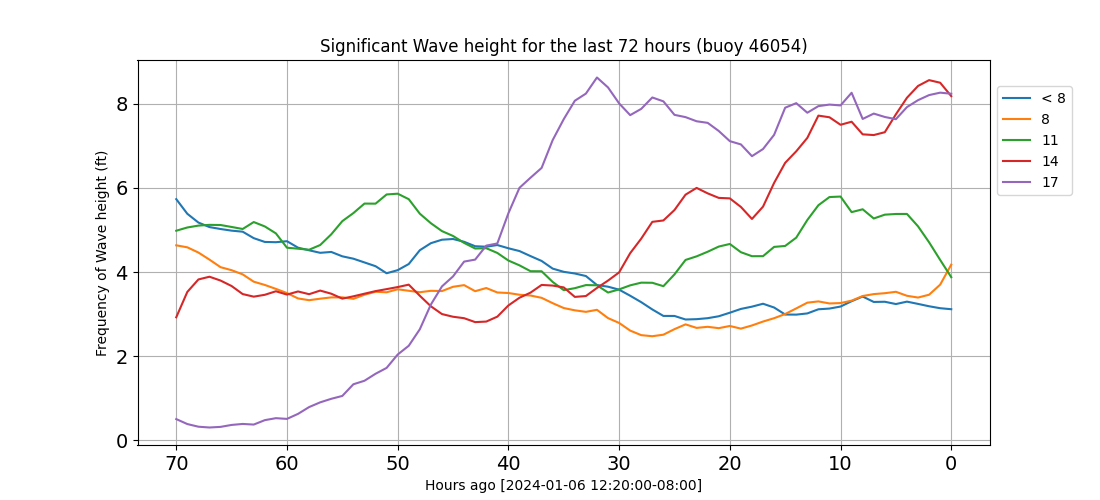 Significant Wave height for the last 72 hours (buoy 46054)
Frequency of Wave height (ft)
8
6
4
2
0
70 60 50 40 30 20 10 0
Hours ago [2024-01-06 12:20:00-08:00]
< 8
8
11
14
17